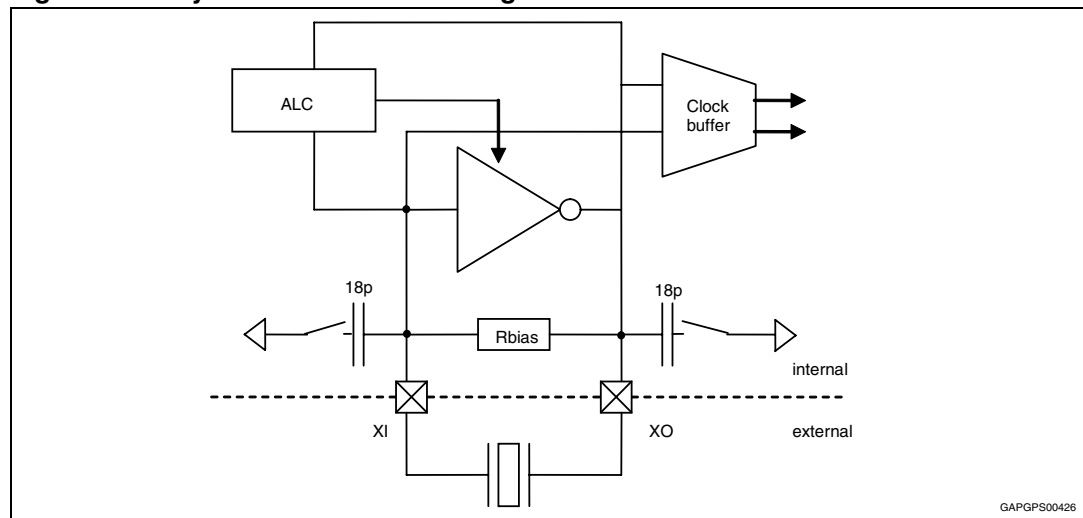 ALC
Clock
buffer
18p
18p
Rbias
internal
XI
XO
external
GAPGPS00426